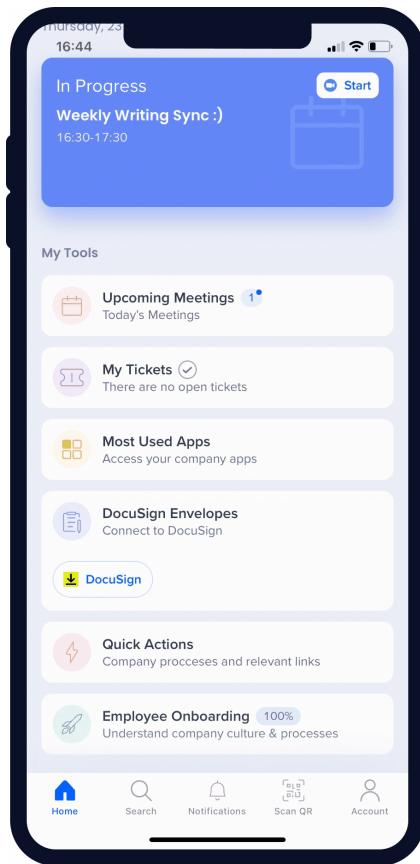 Thursday, 23
16:44
In Progress
Start
Weekly Writing Sync :)
16:30-17:30
My Tools
Upcoming Meetings 1
Today's Meetings
My Tickets
There are no open tickets
Most Used Apps
Access your company apps
DocuSign Envelopes
Connect to DocuSign
DocuSign
Quick Actions
Company procceses and relevant links
Employee Onboarding 100%
Understand company culture & processes
Home Search Notifications Scan QR Account